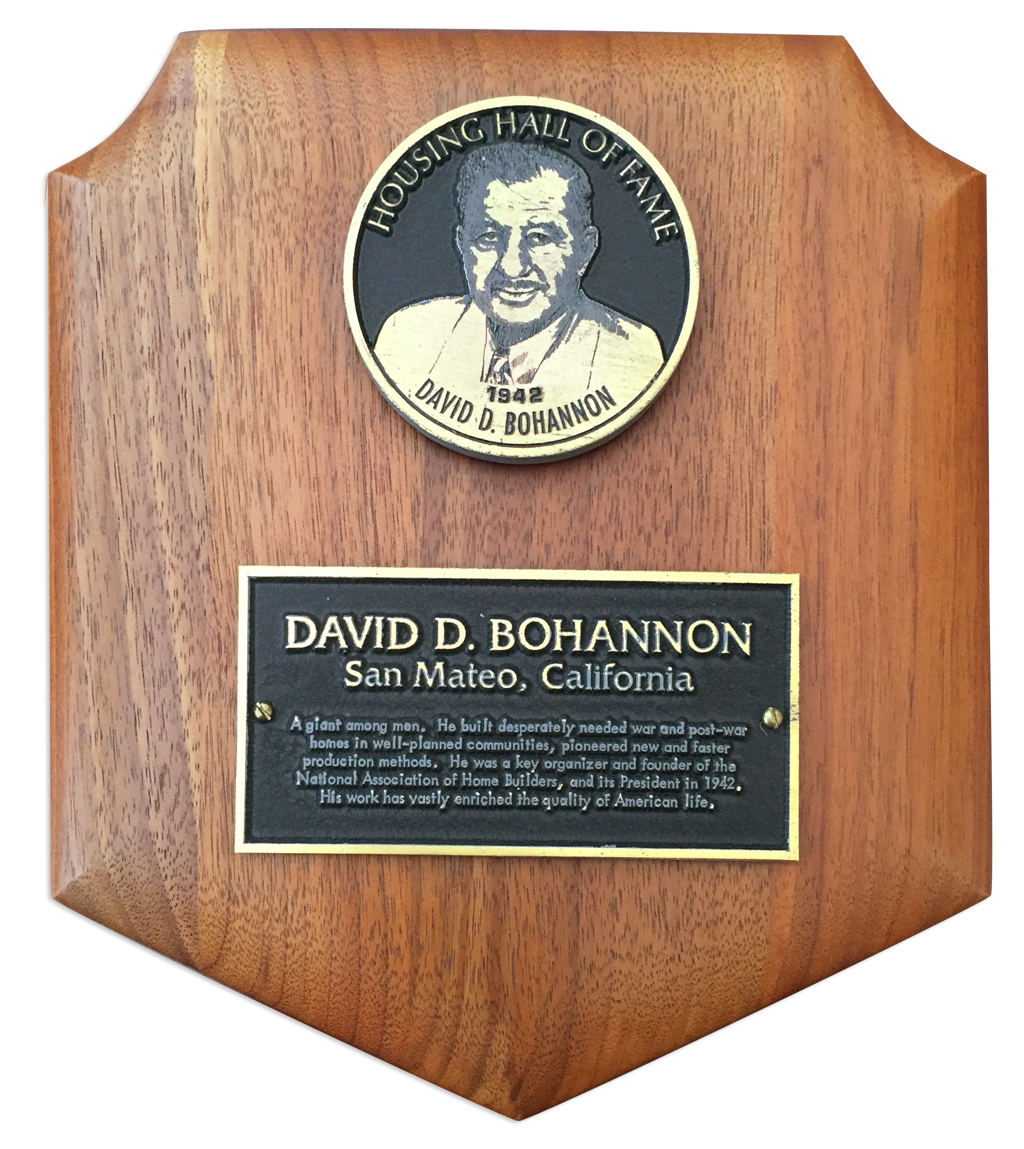 HOUSING HALL OF FAME
1942
DAVID D. BOHANNON
DAVID D. BOHANNON
San Mateo, California
A giant among men. He built desperately needed war and post-war
homes in well-planned communities, pioneered new and faster
production methods. He was a key organizer and founder of the
National Association of Home Builders, and its President in 1942.
His work has vastly enriched the quality of American life.